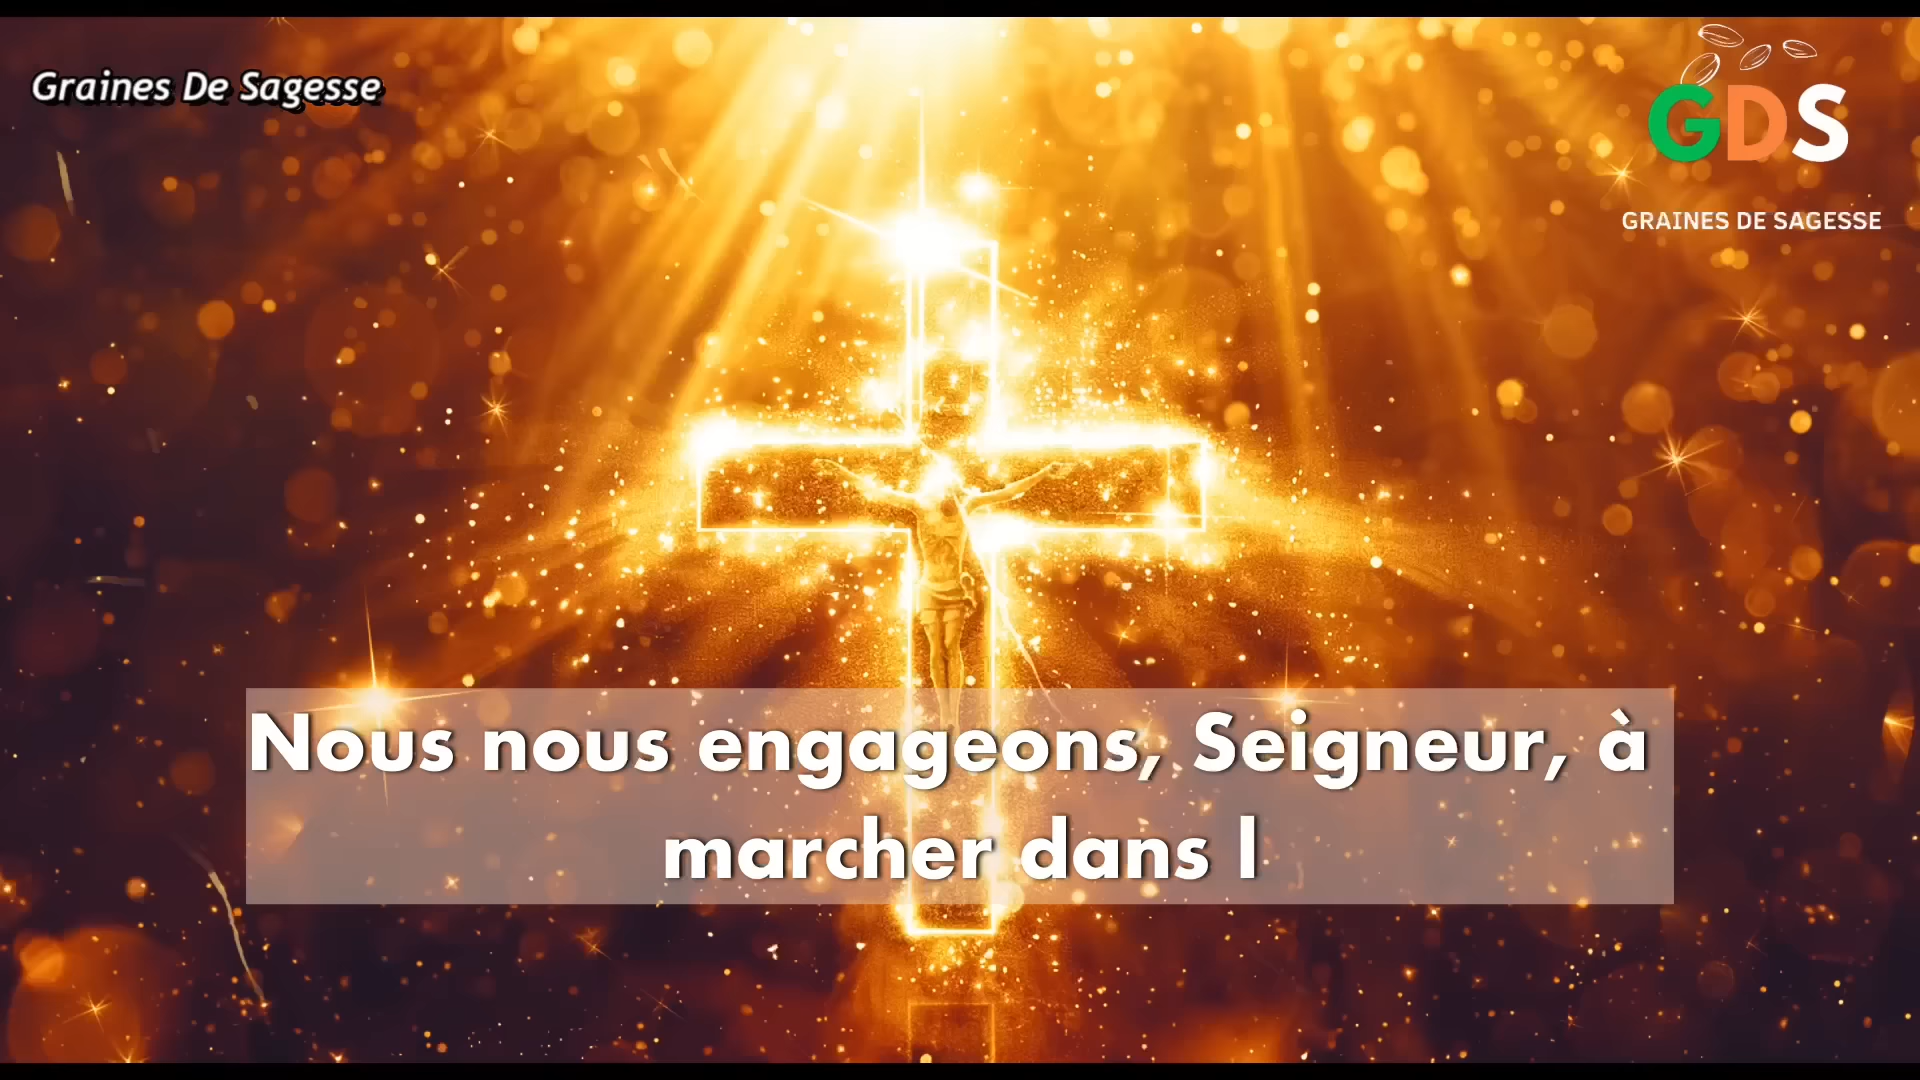 Graines De Sagesse
GDS
GRAINES DE SAGESSE
Nous nous engageons, Seigneur, à
marcher dans l